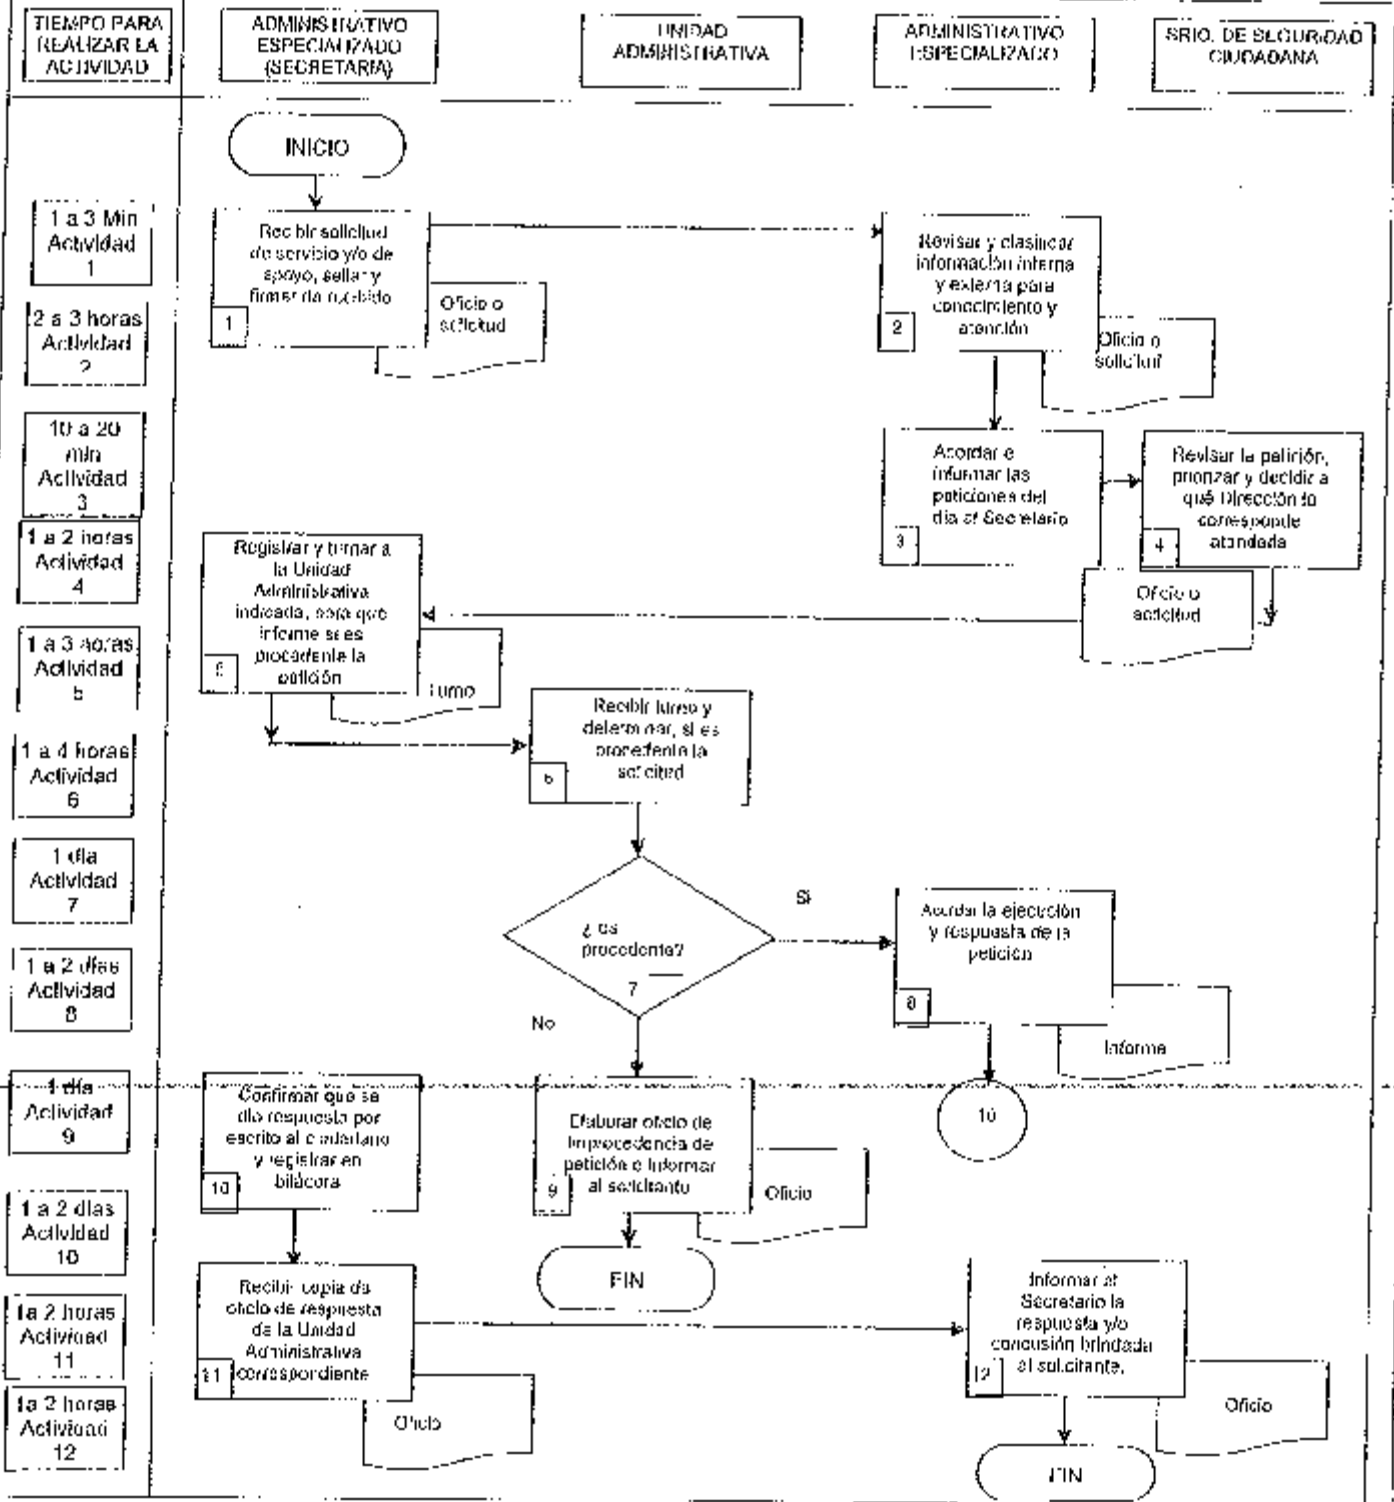 TIEMPO PARA
REALIZAR LA
ACTIVIDAD
ADMINISTRATIVO
ESPECIALIZADO
(SECRETARIA)
UNIDAD
ADMINISTRATIVA
ADMINISTRATIVO
ESPECIALIZADO
SRIO. DE SEGURIDAD
CIUDADANA
INICIO
1 a 3 Min
Actividad
1
Recibir solicitud
de servicio y/o de
apoyo, sellar y
firmar de recibido
1
Oficio o
solicitud
Revisar y clasificar
información interna
y externa para
conocimiento y
atención
2
Oficio o
solicitud
2 a 3 horas
Actividad
2
10 a 20
min
Actividad
3
Acordar e
informar las
peticiones del
día al Secretario
3
Revisar la petición,
priorizar y decidir a
qué Dirección le
corresponde
atenderla
4
Oficio o
solicitud
1 a 2 horas
Actividad
4
Registrar y turnar a
la Unidad
Administrativa
indicada, para que
informe si es
procedente la
petición
5
Turno
1 a 3 horas
Actividad
5
Recibir turno y
determinar, si es
procedente la
solicitud
6
1 a 4 horas
Actividad
6
1 día
Actividad
7
¿ es
procedente?
7
Si
No
Acordar la ejecución
y respuesta de la
petición
8
Informe
1 a 2 días
Actividad
8
10
1 día
Actividad
9
Confirmar que se
dio respuesta por
escrito al ciudadano
y registrar en
bitácora
10
Elaborar oficio de
improcedencia de
petición e informar
al solicitante
9
Oficio
FIN
1 a 2 días
Actividad
10
Recibir copia de
oficio de respuesta
de la Unidad
Administrativa
correspondiente
11
Oficio
Informar al
Secretario la
respuesta y/o
concusión brindada
al solicitante.
12
Oficio
1a 2 horas
Actividad
11
1a 2 horas
Actividad
12
FIN